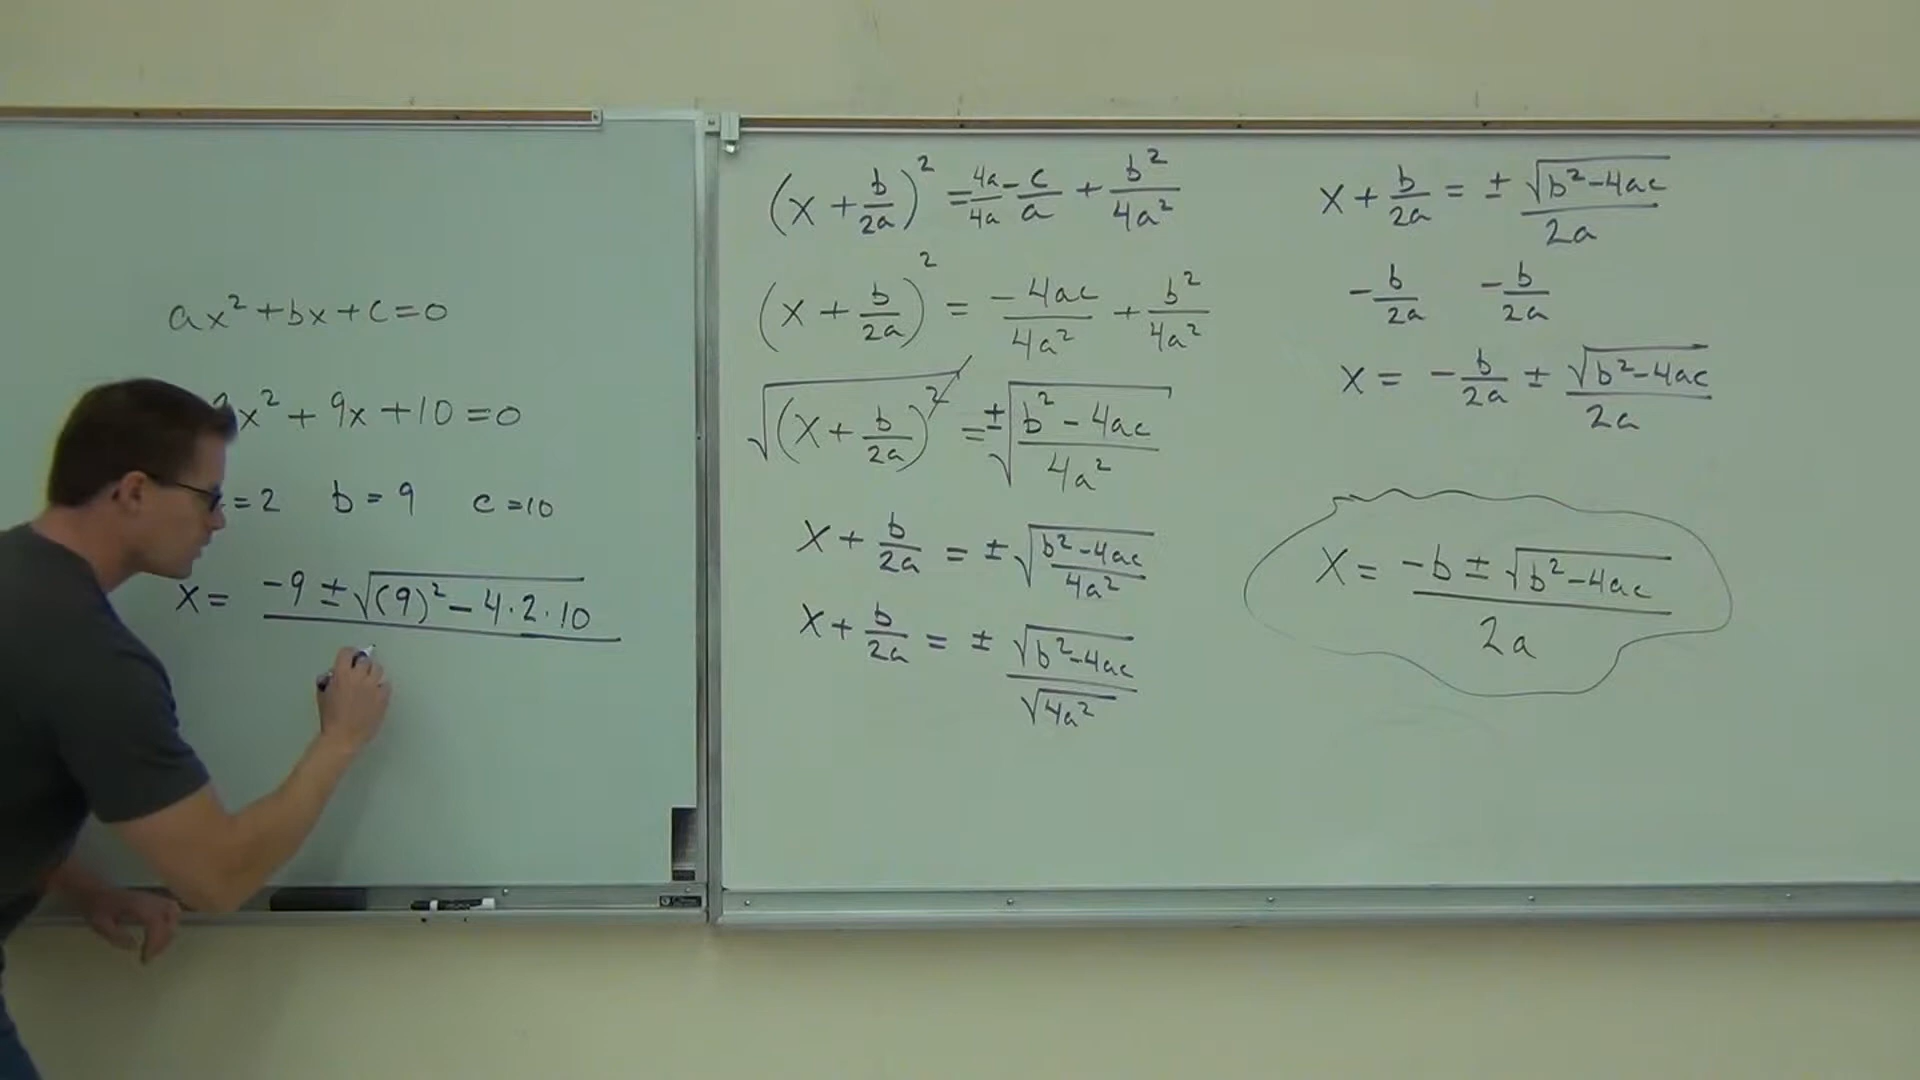 ax² + bx + c = 0
2x² + 9x + 10 = 0
= 2 b = 9 c = 10
x = (-9 ± √((9)² - 4·2·10))/
(x + b/2a)² = 4a/4a - c/a + b²/4a²
(x + b/2a)² = -4ac/4a² + b²/4a²
√((x + b/2a)²) = ±√((b² - 4ac)/4a²)
x + b/2a = ±√((b² - 4ac)/4a²)
x + b/2a = ± √(b² - 4ac)/√(4a²)
x + b/2a = ± √(b² - 4ac)/2a
- b/2a - b/2a
x = - b/2a ± √(b² - 4ac)/2a
x = (-b ± √(b² - 4ac))/2a